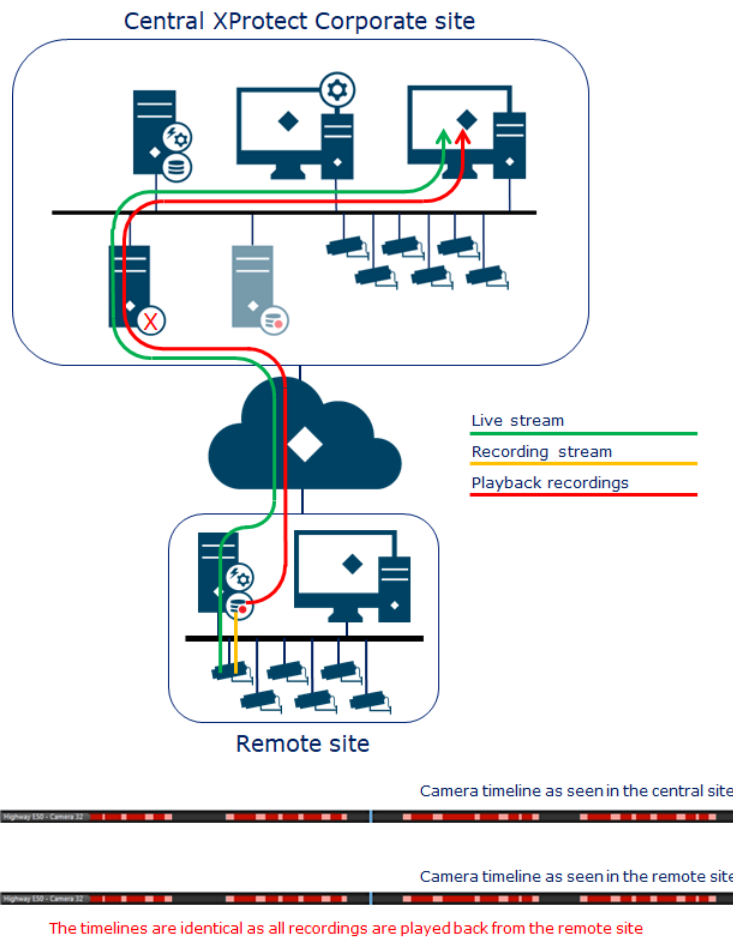 Central XProtect Corporate site
X
Live stream
Recording stream
Playback recordings
Remote site
Camera timeline as seen in the central site
Highway E50 - Camera 32
Camera timeline as seen in the remote site
Highway E50 - Camera 32
The timelines are identical as all recordings are played back from the remote site